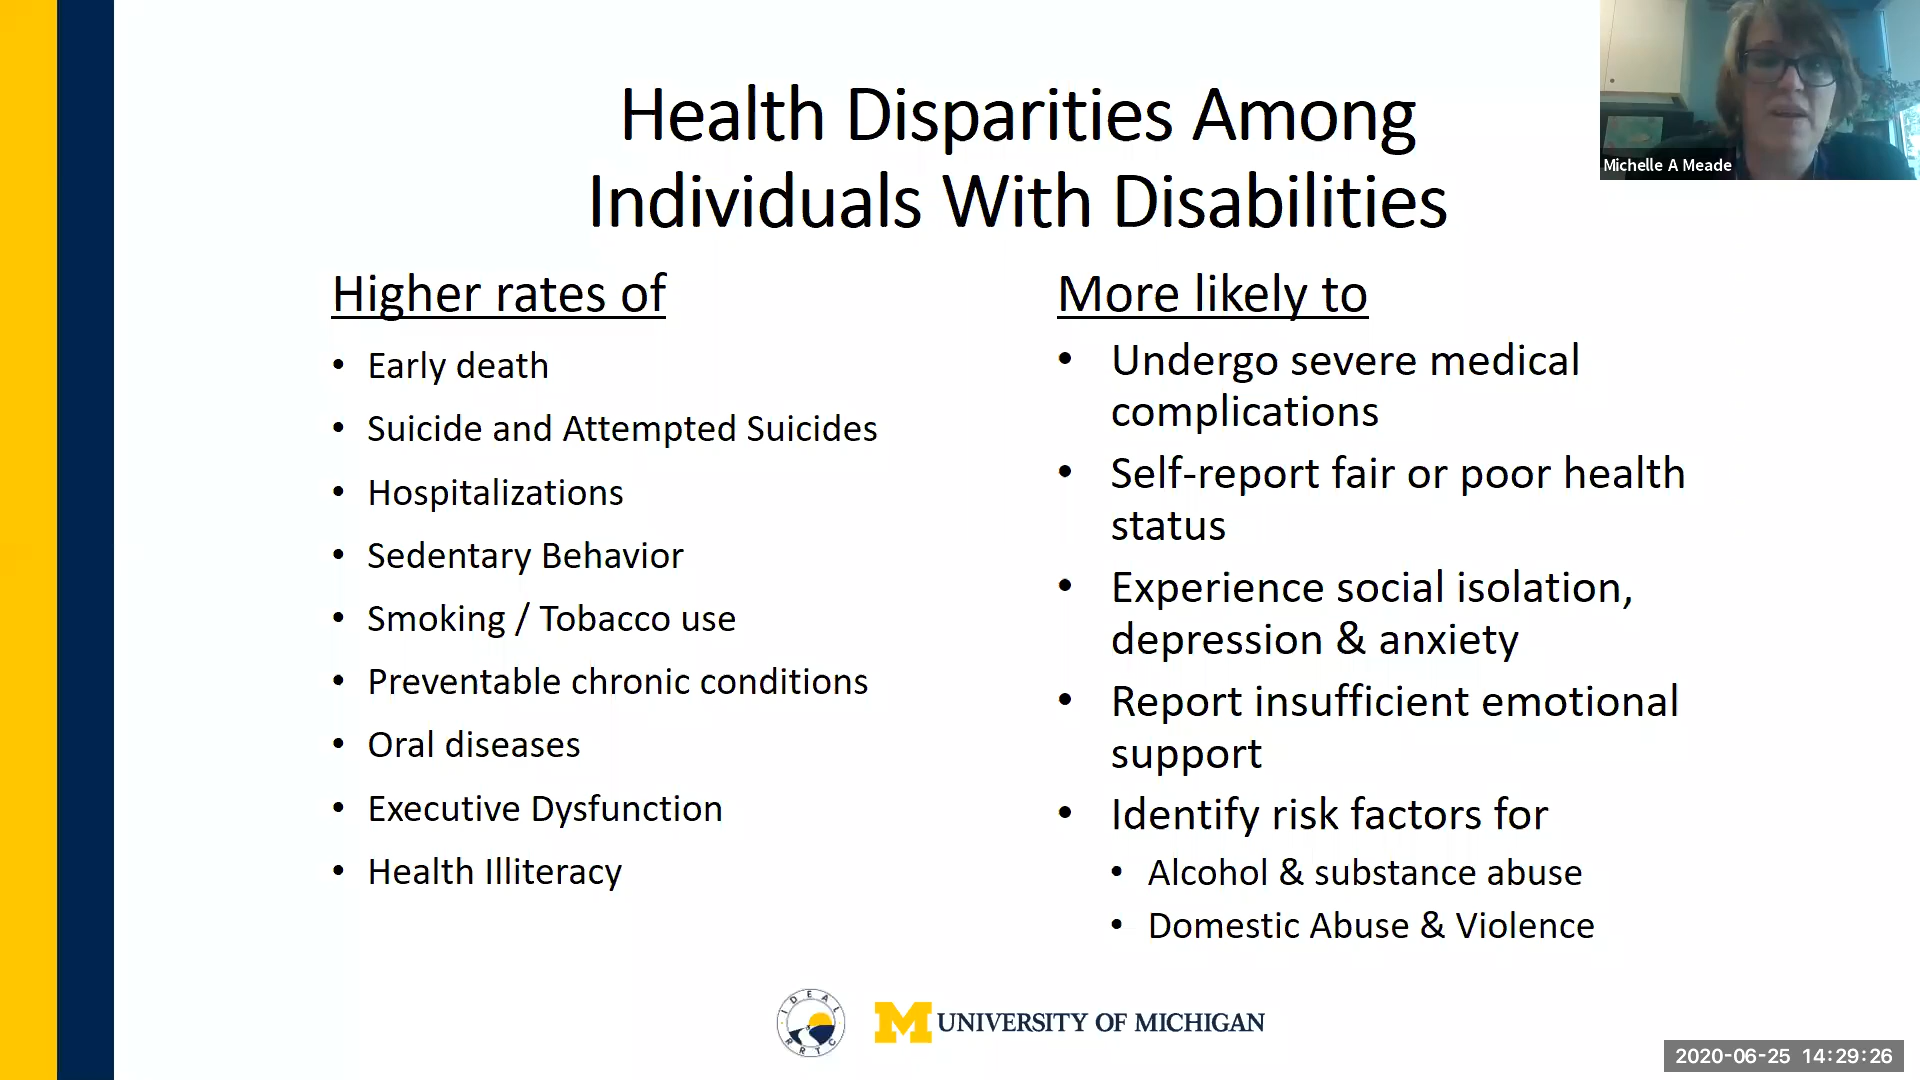 Health Disparities Among
Individuals With Disabilities
Michelle A Meade
Higher rates of
• Early death
• Suicide and Attempted Suicides
• Hospitalizations
• Sedentary Behavior
• Smoking / Tobacco use
• Preventable chronic conditions
• Oral diseases
• Executive Dysfunction
• Health Illiteracy
More likely to
• Undergo severe medical
complications
• Self-report fair or poor health
status
• Experience social isolation,
depression & anxiety
• Report insufficient emotional
support
• Identify risk factors for
• Alcohol & substance abuse
• Domestic Abuse & Violence
IDEAL
RRTC
M UNIVERSITY OF MICHIGAN
2020-06-25 14:29:26